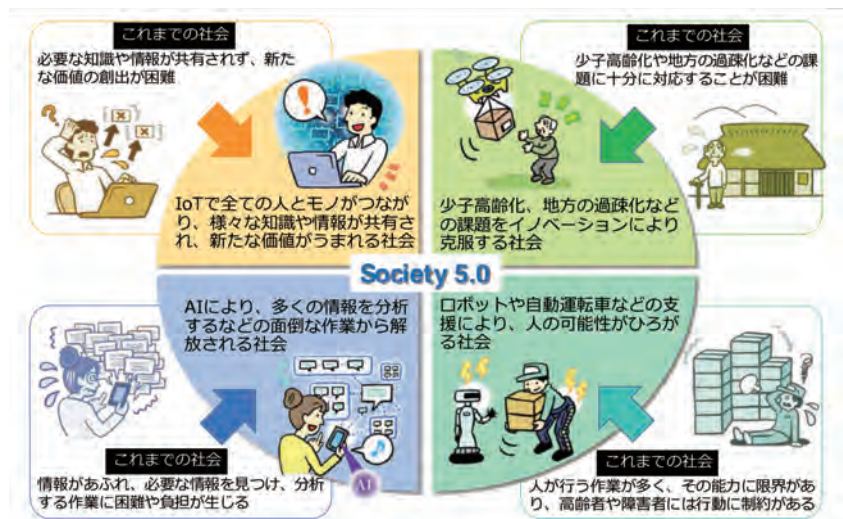 これまでの社会
必要な知識や情報が共有されず、新た
な価値の創出が困難
IoTで全ての人とモノがつなが
り、様々な知識や情報が共有さ
れ、新たな価値がうまれる社会
これまでの社会
少子高齢化や地方の過疎化などの課
題に十分に対応することが困難
少子高齢化、地方の過疎化など
の課題をイノベーションにより
克服する社会
Society 5.0
AIにより、多くの情報を分析
するなどの面倒な作業から解
放される社会
AI
これまでの社会
情報があふれ、必要な情報を見つけ、分析
する作業に困難や負担が生じる
ロボットや自動運転車などの支
援により、人の可能性がひろが
る社会
これまでの社会
人が行う作業が多く、その能力に限界があ
り、高齢者や障害者には行動に制約がある